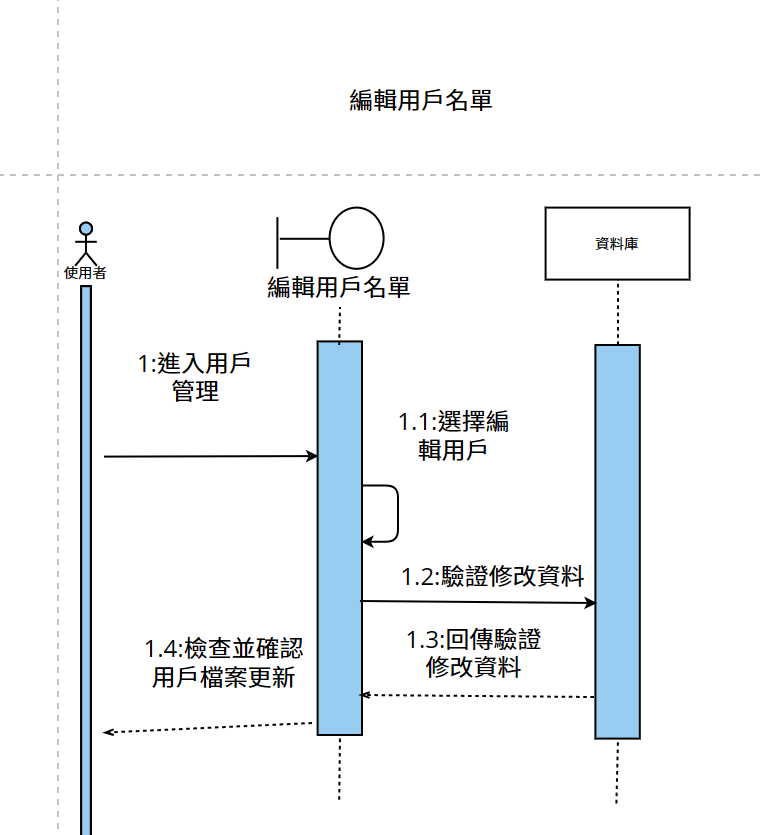 編輯用戶名單
使用者
編輯用戶名單
資料庫
1:進入用戶
管理
1.1:選擇編
輯用戶
1.2:驗證修改資料
1.3:回傳驗證
修改資料
1.4:檢查並確認
用戶檔案更新